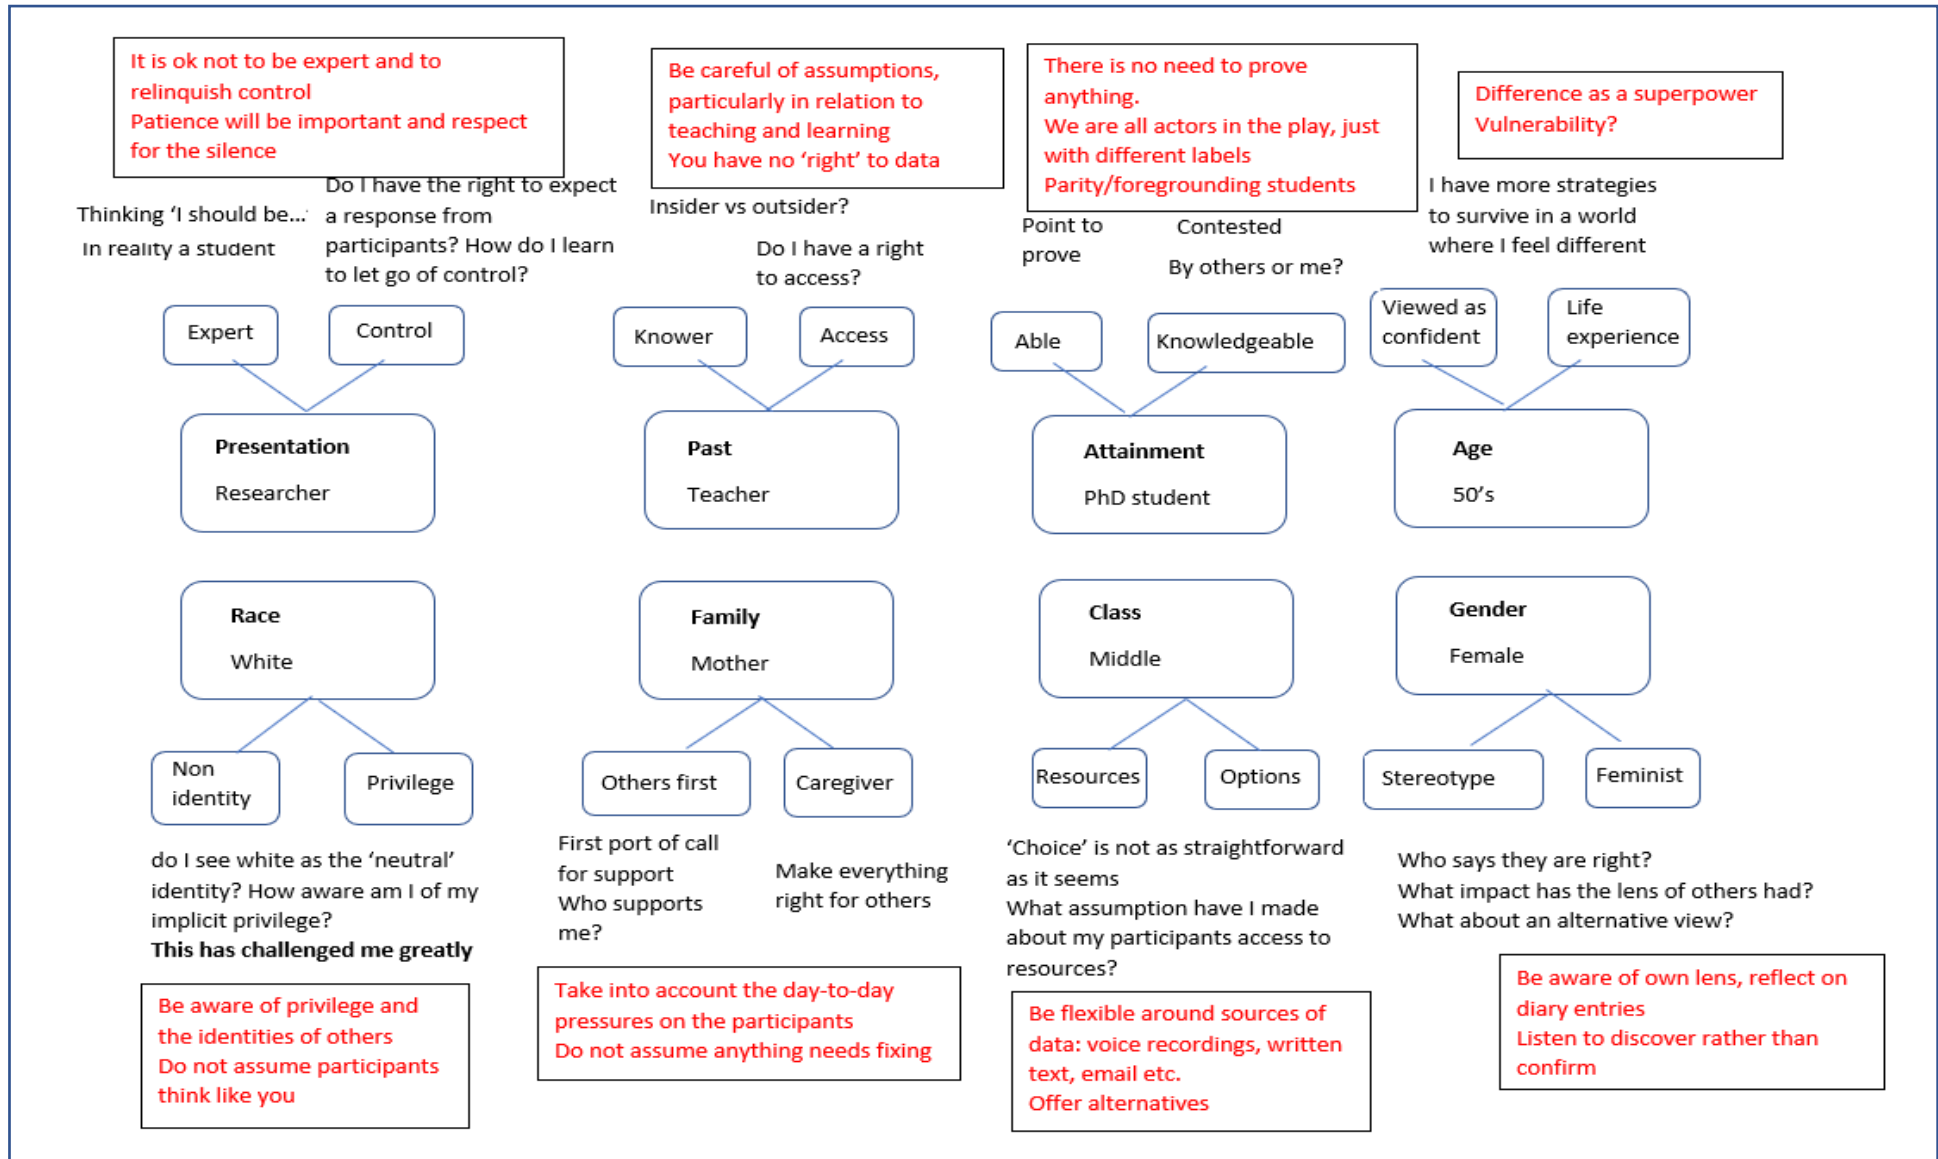 It is ok not to be expert and to
relinquish control
Patience will be important and respect
for the silence
Be careful of assumptions,
particularly in relation to
teaching and learning
You have no ‘right’ to data
There is no need to prove
anything.
We are all actors in the play, just
with different labels
Parity/foregrounding students
Difference as a superpower
Vulnerability?
Thinking ‘I should be…
In reality a student
Do I have the right to expect
a response from
participants? How do I learn
to let go of control?
Insider vs outsider?
Do I have a right
to access?
Point to
prove
Contested
By others or me?
I have more strategies
to survive in a world
where I feel different
Expert
Control
Knower
Access
Able
Knowledgeable
Viewed as
confident
Life
experience
Presentation
Researcher
Past
Teacher
Attainment
PhD student
Age
50’s
Race
White
Family
Mother
Class
Middle
Gender
Female
Non
identity
Privilege
Others first
Caregiver
Resources
Options
Stereotype
Feminist
do I see white as the ‘neutral’
identity? How aware am I of my
implicit privilege?
This has challenged me greatly
First port of call
for support
Who supports
me?
Make everything
right for others
‘Choice’ is not as straightforward
as it seems
What assumption have I made
about my participants access to
resources?
Who says they are right?
What impact has the lens of others had?
What about an alternative view?
Be aware of privilege and
the identities of others
Do not assume participants
think like you
Take into account the day-to-day
pressures on the participants
Do not assume anything needs fixing
Be flexible around sources of
data: voice recordings, written
text, email etc.
Offer alternatives
Be aware of own lens, reflect on
diary entries
Listen to discover rather than
confirm